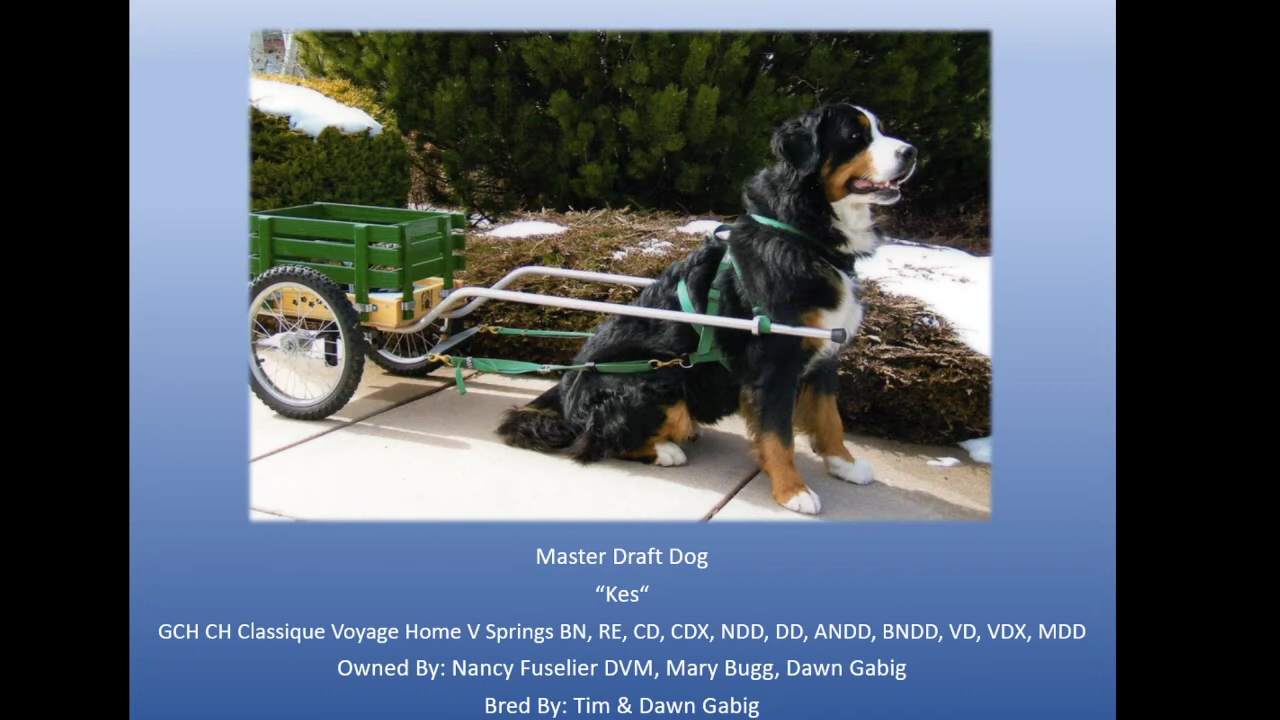 Master Draft Dog
“Kes“
GCH CH Classique Voyage Home V Springs BN, RE, CD, CDX, NDD, DD, ANDD, BNDD, VD, VDX, MDD
Owned By: Nancy Fuselier DVM, Mary Bugg, Dawn Gabig
Bred By: Tim & Dawn Gabig